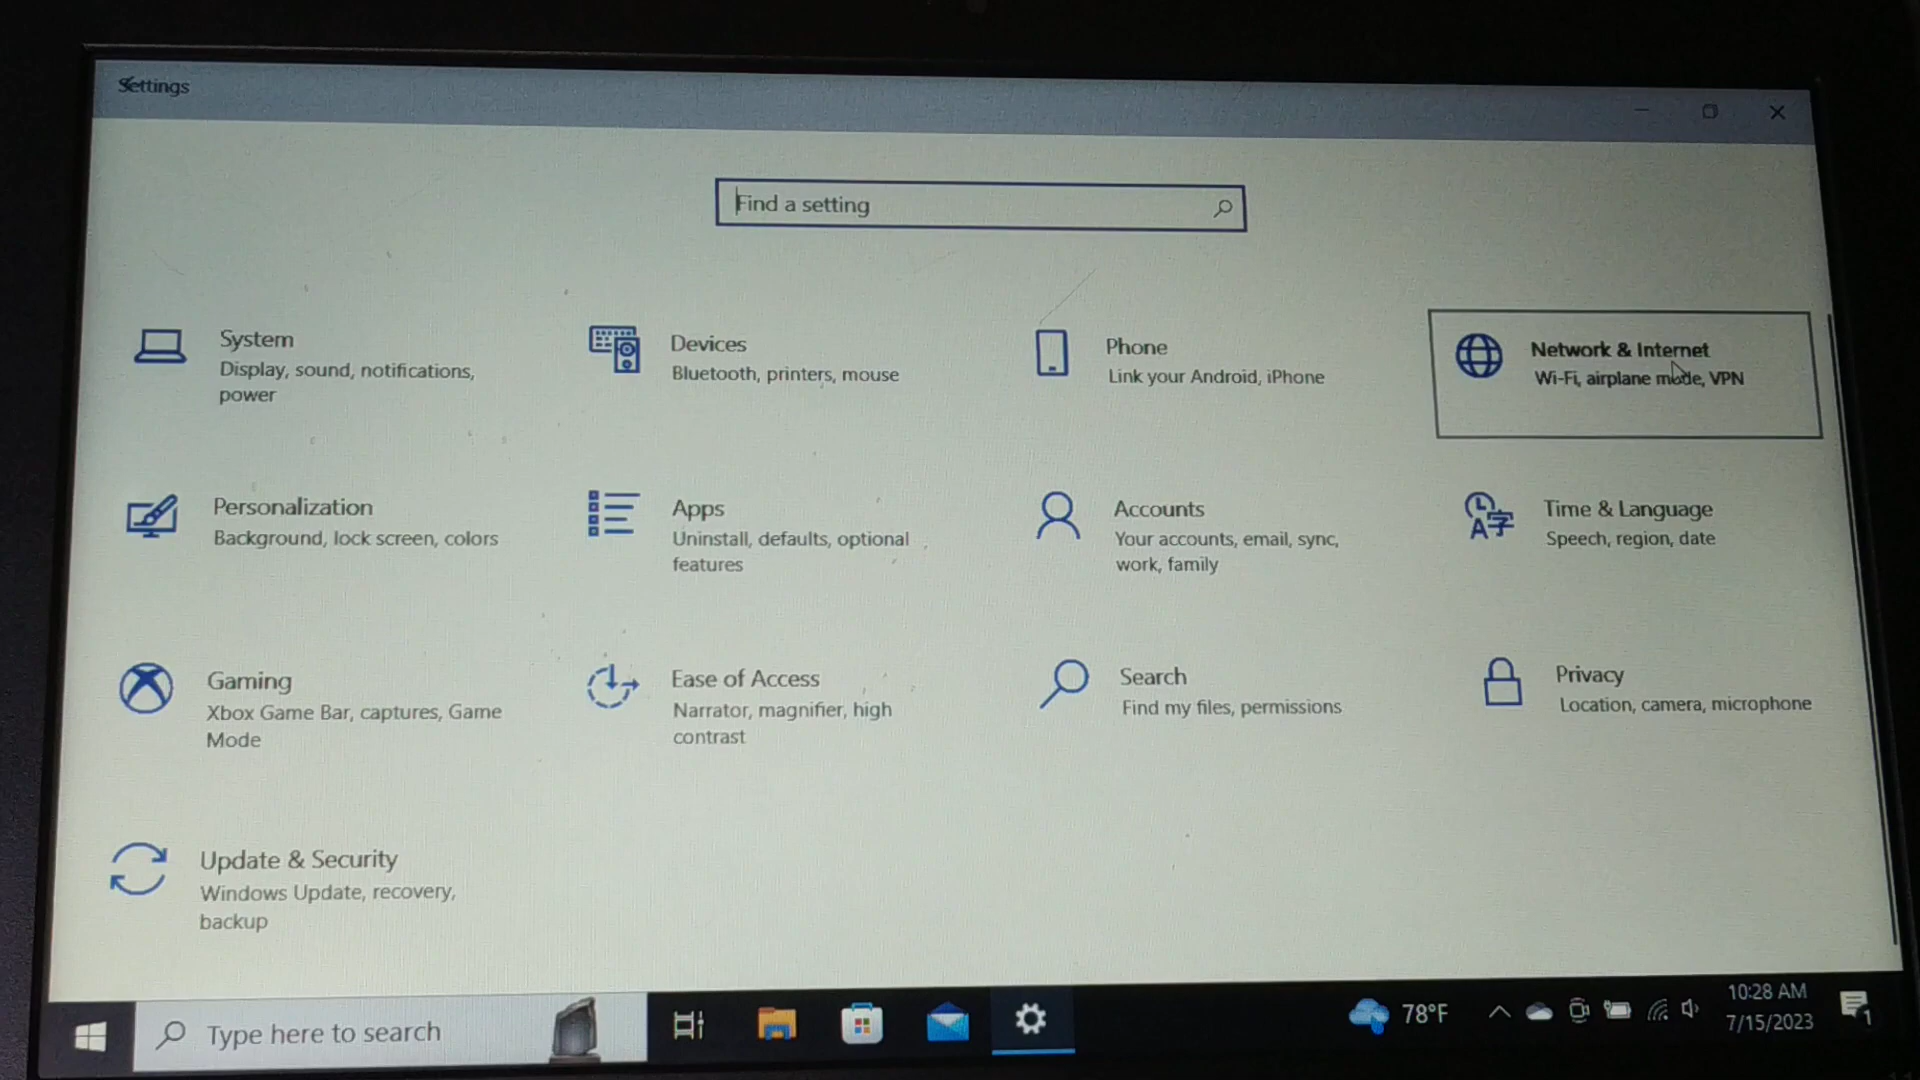 Settings
Find a setting
System
Display, sound, notifications,
power
Devices
Bluetooth, printers, mouse
Phone
Link your Android, iPhone
Network & Internet
Wi-Fi, airplane mode, VPN
Personalization
Background, lock screen, colors
Apps
Uninstall, defaults, optional
features
Accounts
Your accounts, email, sync,
work, family
Time & Language
Speech, region, date
Gaming
Xbox Game Bar, captures, Game
Mode
Ease of Access
Narrator, magnifier, high
contrast
Search
Find my files, permissions
Privacy
Location, camera, microphone
Update & Security
Windows Update, recovery,
backup
Type here to search
78°F
10:28 AM
7/15/2023
1